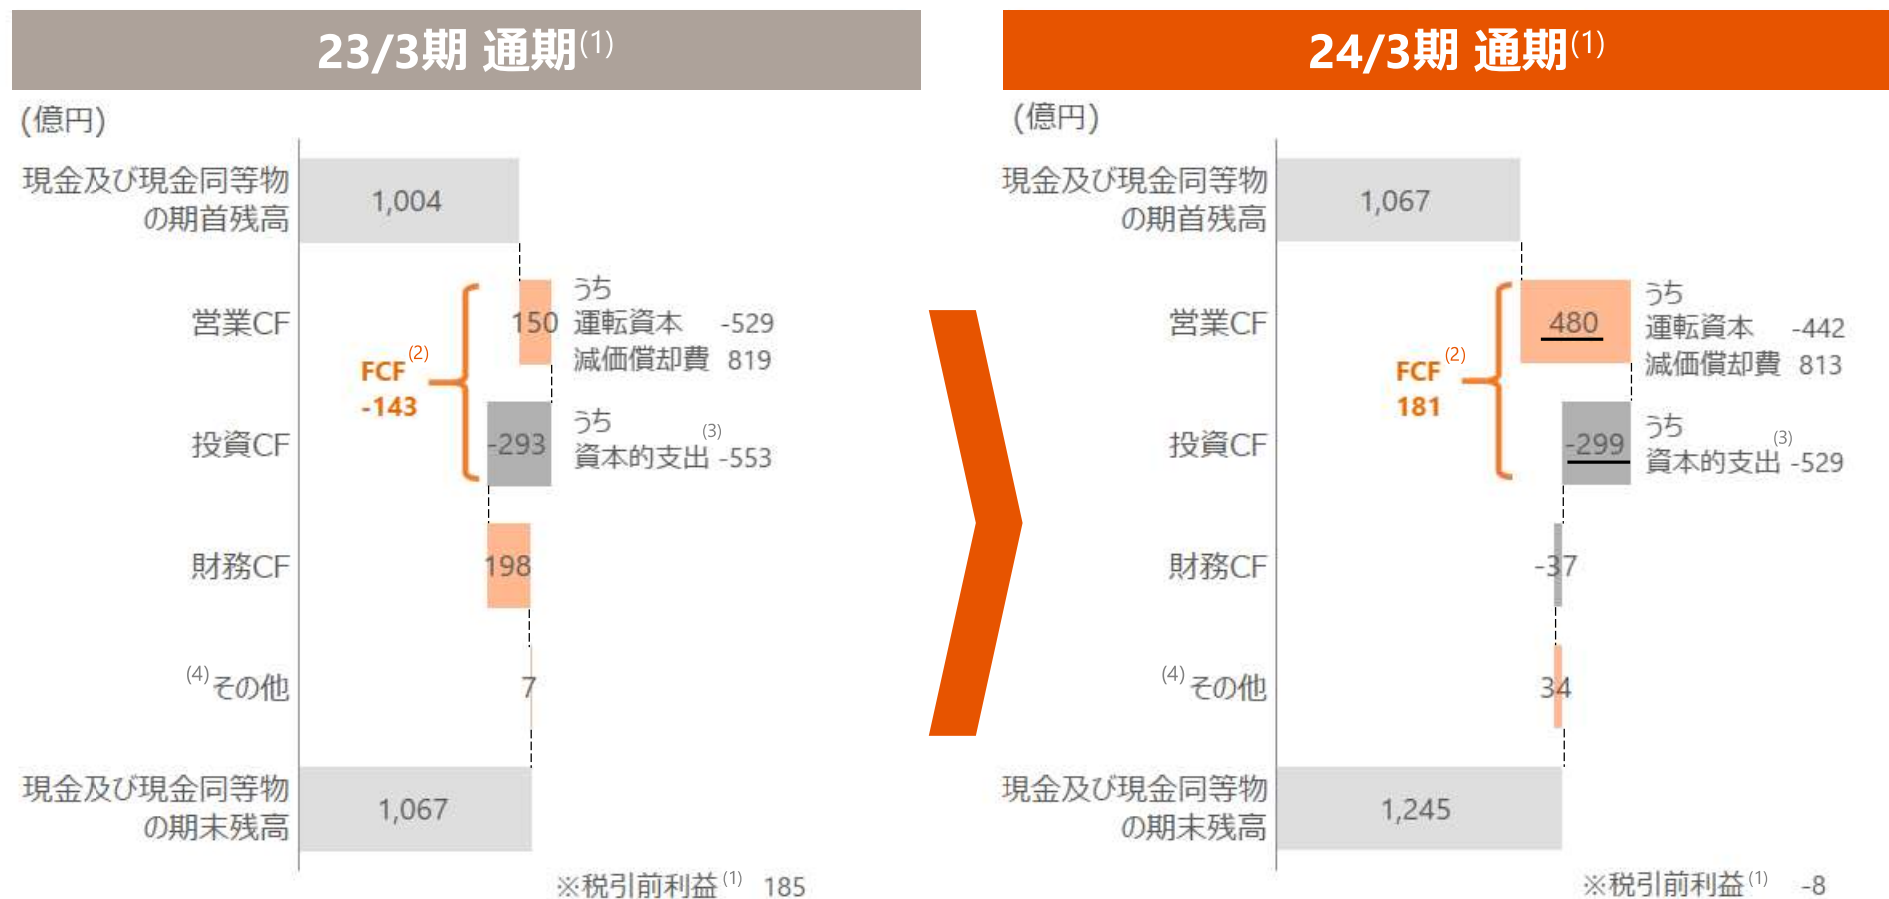 23/3期 通期(1)
(億円)
現金及び現金同等物
の期首残高
1,004
営業CF
150
うち
運転資本 -529
減価償却費 819
FCF(2)
-143
投資CF
-293
うち
資本的支出(3) -553
財務CF
198
(4)その他
7
現金及び現金同等物
の期末残高
1,067
※税引前利益(1) 185
24/3期 通期(1)
(億円)
現金及び現金同等物
の期首残高
1,067
営業CF
480
うち
運転資本 -442
減価償却費 813
FCF(2)
181
投資CF
-299
うち
資本的支出(3) -529
財務CF
-37
(4)その他
34
現金及び現金同等物
の期末残高
1,245
※税引前利益(1) -8